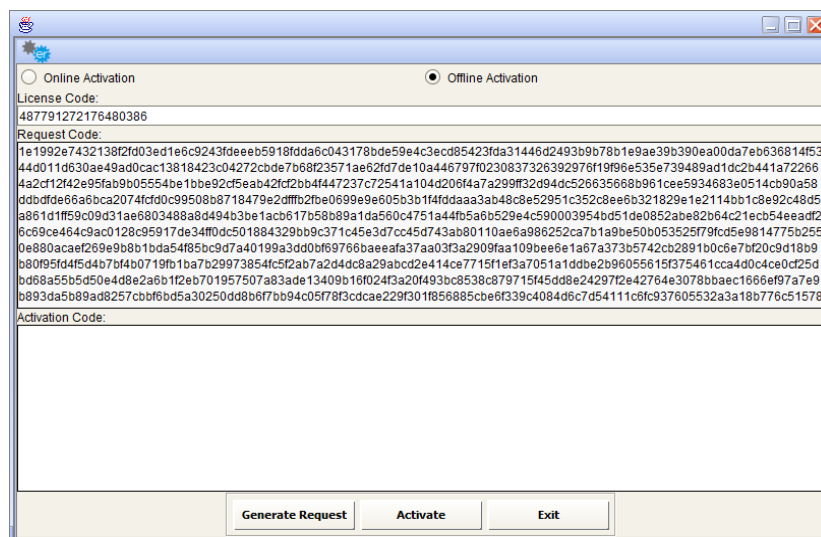 Online Activation
Offline Activation
License Code:
487791272176480386
Request Code:
1e1992e7432138f2fd03ed1e6c9243fdeeeb5918fdda6c043178bde59e4c3ecd85423fda31446d2493b9b78b1e9ae39b390ea00da7eb636814f53
44d011d630ae49ad0cac13818423c04272cbde7b68f23571ae62fd7de10a446797f0230837326392976f19f96e535e739489ad1dc2b441a72266
4a2cf12f42e95fab9b05554be1bbe92cf5eab42fcf2bb4f447237c72541a104d206f4a7a299ff32d94dc526635668b961cee5934683e0514cb90a58
ddbdfde66a6bca2074fcfd0c99508b8718479e2dfffb2fbe0699e9e605b3b1f4fddaaa3ab48c8e52951c352c8ee6b321829e1e2114bb1c8e92c48d5
a861d1ff59c09d31ae6803488a8d494b3be1acb617b58b89a1da560c4751a44fb5a6b529e4c590003954bd51de0852abe82b64c21ecb54eeadf2
6c69ce464c9ac0128c95917de34ff0dc501884329bb9c371c45e3d7cc45d743ab80110ae6a986252ca7b1a9be50b053525f79fcd5e9814775b255
0e880acaef269e9b8b1bda54f85bc9d7a40199a3dd0bf69766baeeafa37aa03f3a2909faa109bee6e1a67a373b5742cb2891b0c6e7bf20c9d18b9
b80f95fd4f5d4b7bf4b0719fb1ba7b29973854fc5f2ab7a2d4dc8a29abcd2e414ce7715f1ef3a7051a1ddbe2b96055615f375461cca4d0c4ce0cf25d
bd68a55b5d50e4d8e2a6b1f2eb701957507a83ade13409b16f024f3a20f493bc8538c879715f45dd8e24297f2e42764e3078bbaec1666ef97a7e9
b893da5b89ad8257cbbf6bd5a30250dd8b6f7bb94c05f78f3cdcae229f301f856885cbe6f339c4084d6c7d54111c6fc937605532a3a18b776c51578
Activation Code:
Generate Request
Activate
Exit